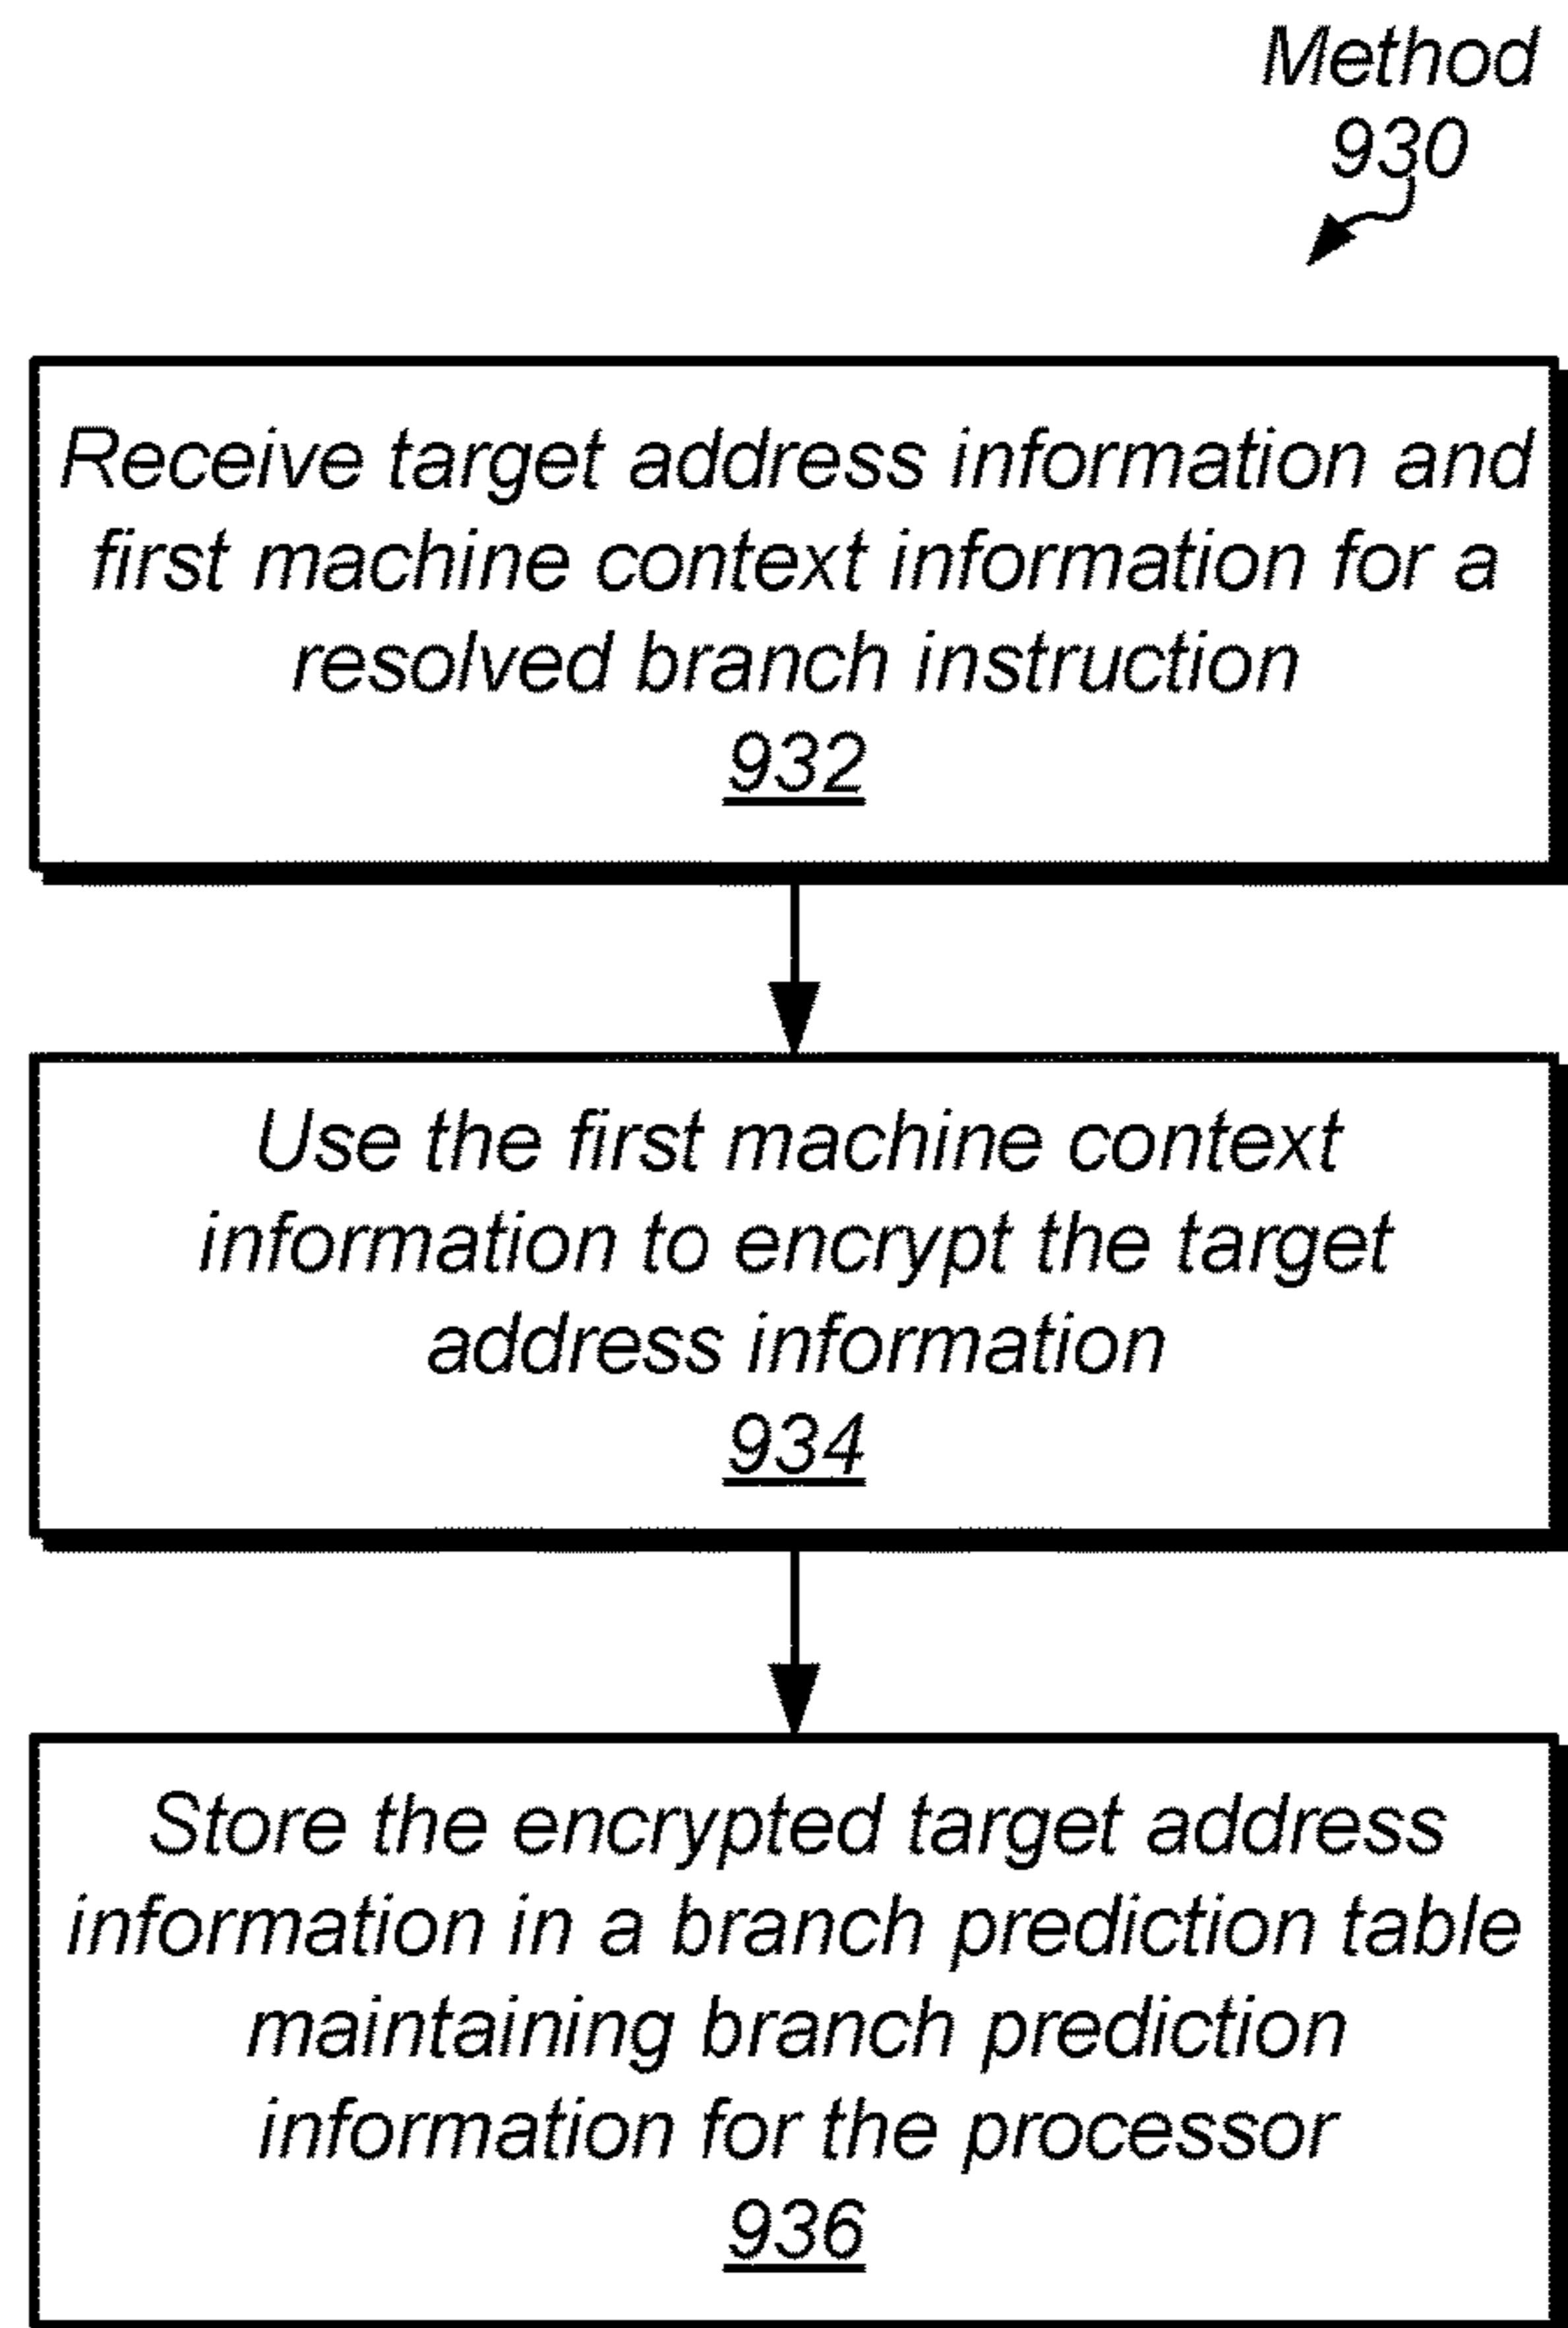 Method
930
Receive target address information and
first machine context information for a
resolved branch instruction
932
Use the first machine context
information to encrypt the target
address information
934
Store the encrypted target address
information in a branch prediction table
maintaining branch prediction
information for the processor
936